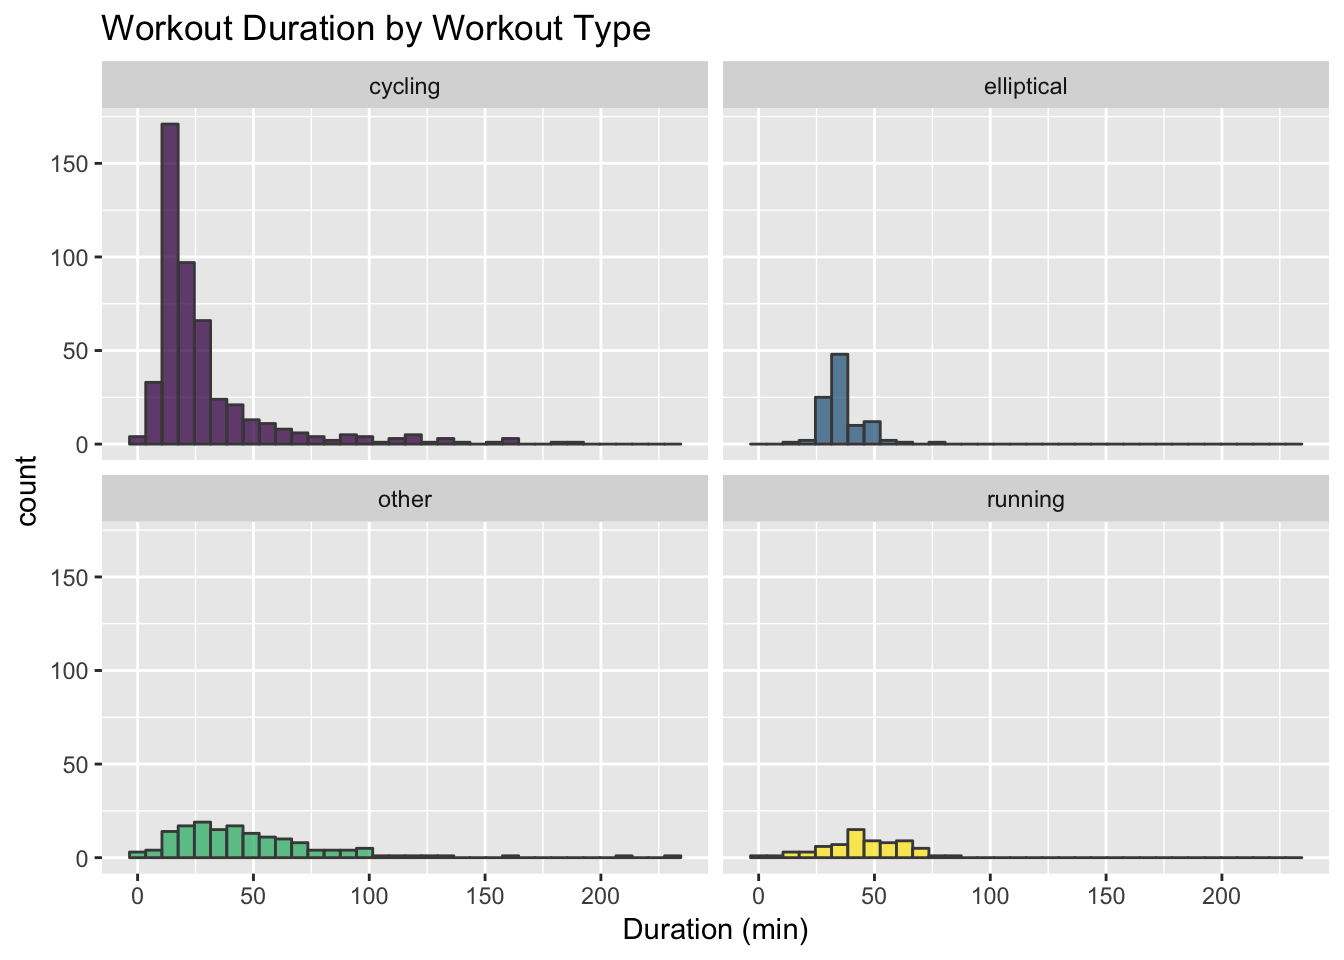 Workout Duration by Workout Type
cycling
elliptical
150
100
50
0
count
other
running
150
100
50
0
0 50 100 150 200
0 50 100 150 200
Duration (min)